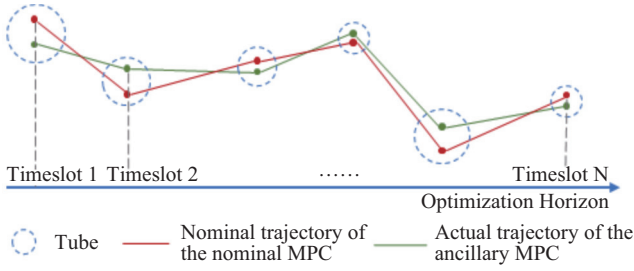 Timeslot 1 Timeslot 2 ...... Timeslot N
Optimization Horizon
Tube Nominal trajectory of the nominal MPC Actual trajectory of the ancillary MPC